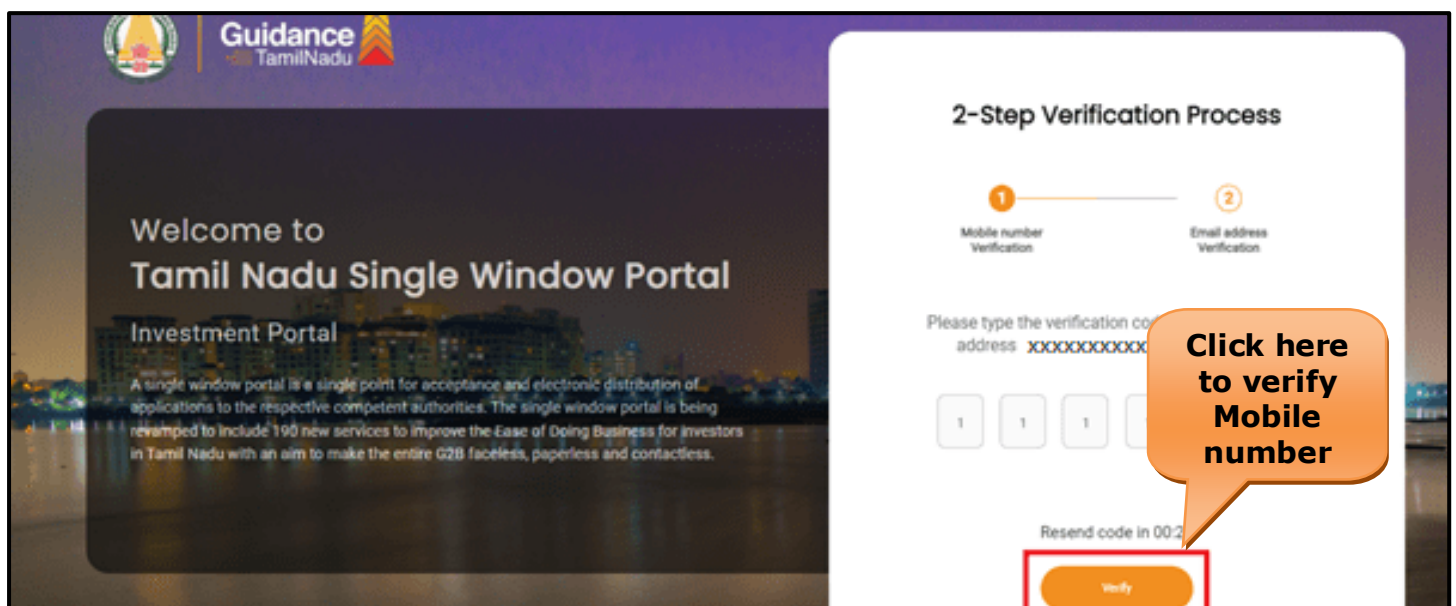 Guidance
TamilNadu
Welcome to
Tamil Nadu Single Window Portal
Investment Portal
A single window portal is a single point for acceptance and electronic distribution of
applications to the respective competent authorities. The single window portal is being
revamped to include 190 new services to improve the Ease of Doing Business for investors
in Tamil Nadu with an aim to make the entire G2B faceless, paperless and contactless.
2-Step Verification Process
1
2
Mobile number
Verification
Email address
Verification
Please type the verification
address xxxxxxxxxx
1 1 1
Click here
to verify
Mobile
number
Resend code in 00:2
Verify